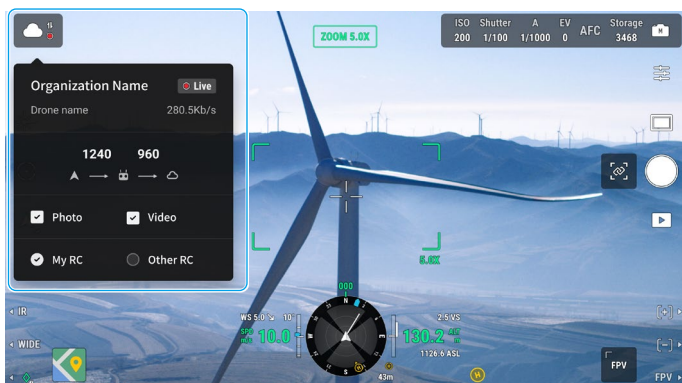 ZOOM 5.0X
ISO Shutter A EV AFC Storage
200 1/100 1/1000 0 3468
M
Organization Name Live
Drone name 280.5Kb/s
1240 960
Photo Video
My RC Other RC
5.0X
000
IR
WS 5.0 10 2.5 VS
SPD 10.0 130.2 ALT
WIDE
1126.6 ASL
N
E
S
W
H
43m
H
FPV
FPV